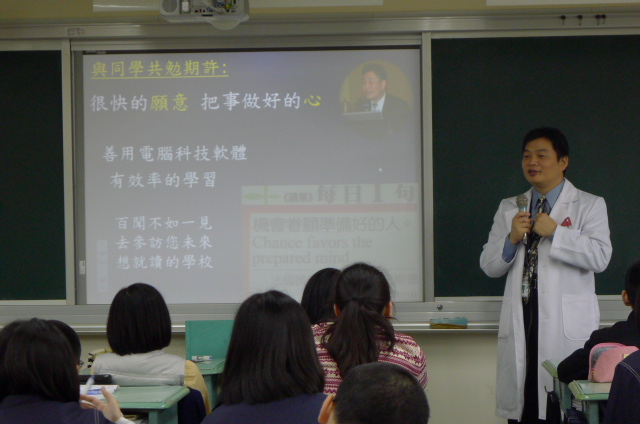 與同學共勉期許:
很快的願意 把事做好的心
善用電腦科技軟體
有效率的學習
百聞不如一見
去參訪您未來
想就讀的學校
每日1句
機會眷顧準備好的人。
Chance favors the
prepared mind.